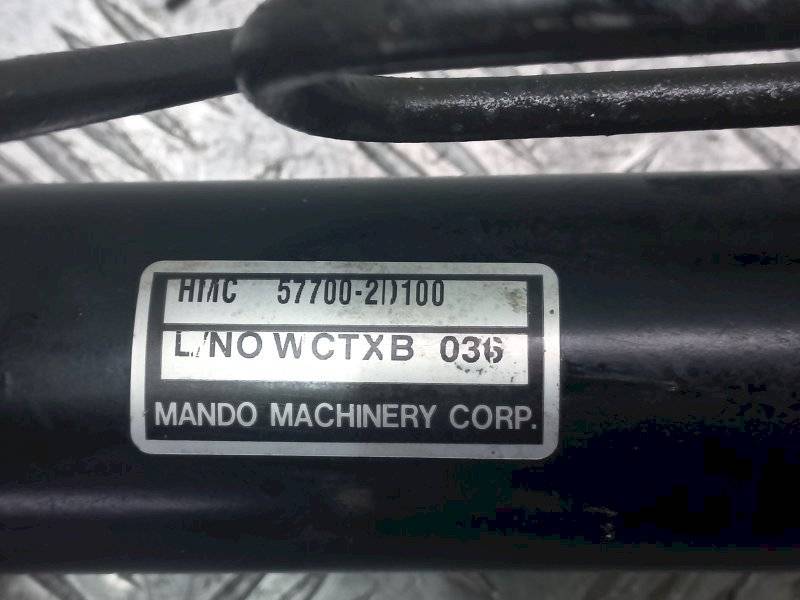 HMC 57700-2D100
L/NO WCTXB 036
MANDO MACHINERY CORP.